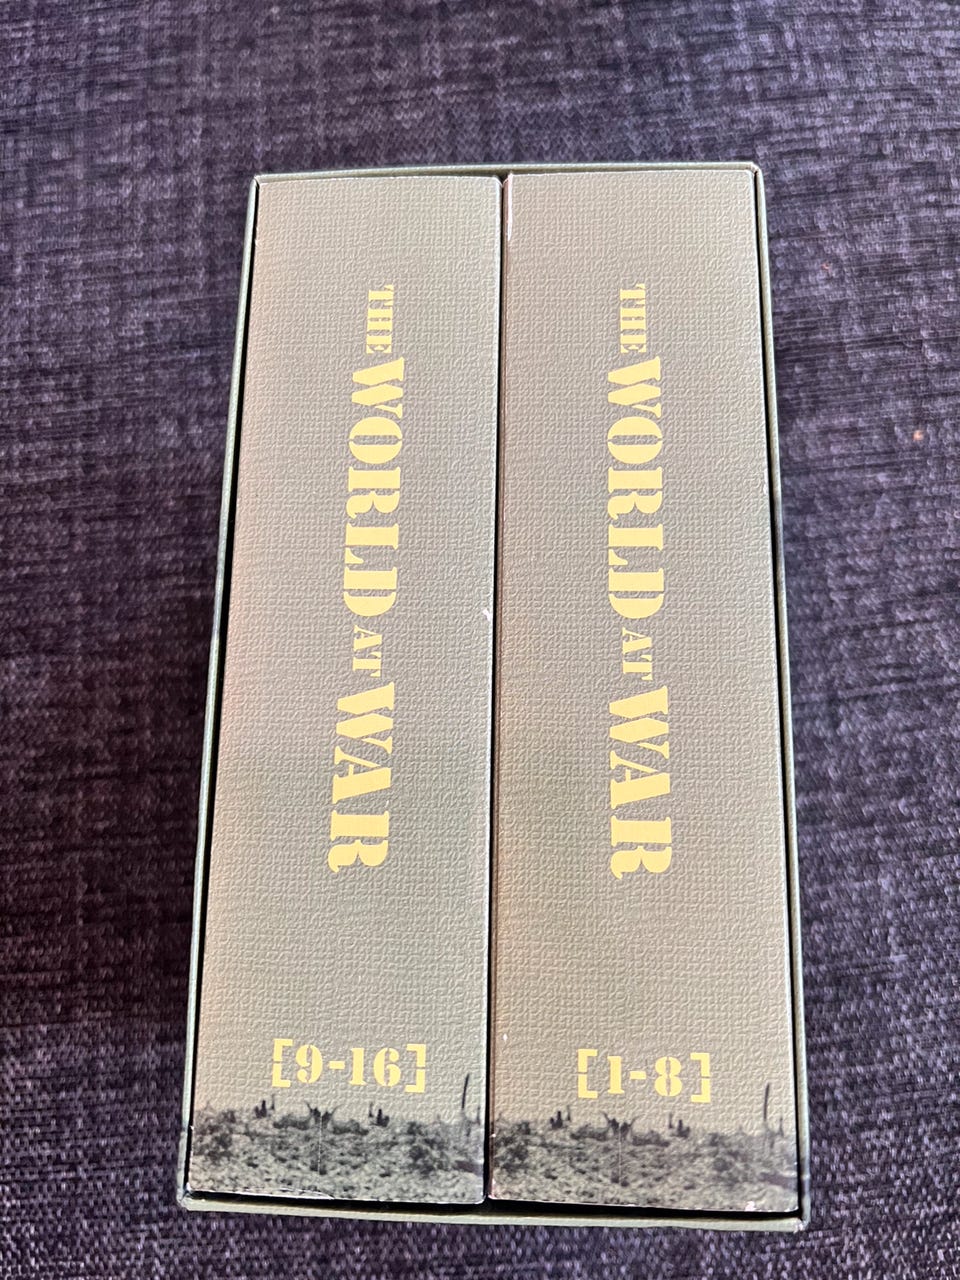 THE WORLD AT WAR
[9-16]
THE WORLD AT WAR
[1-8]